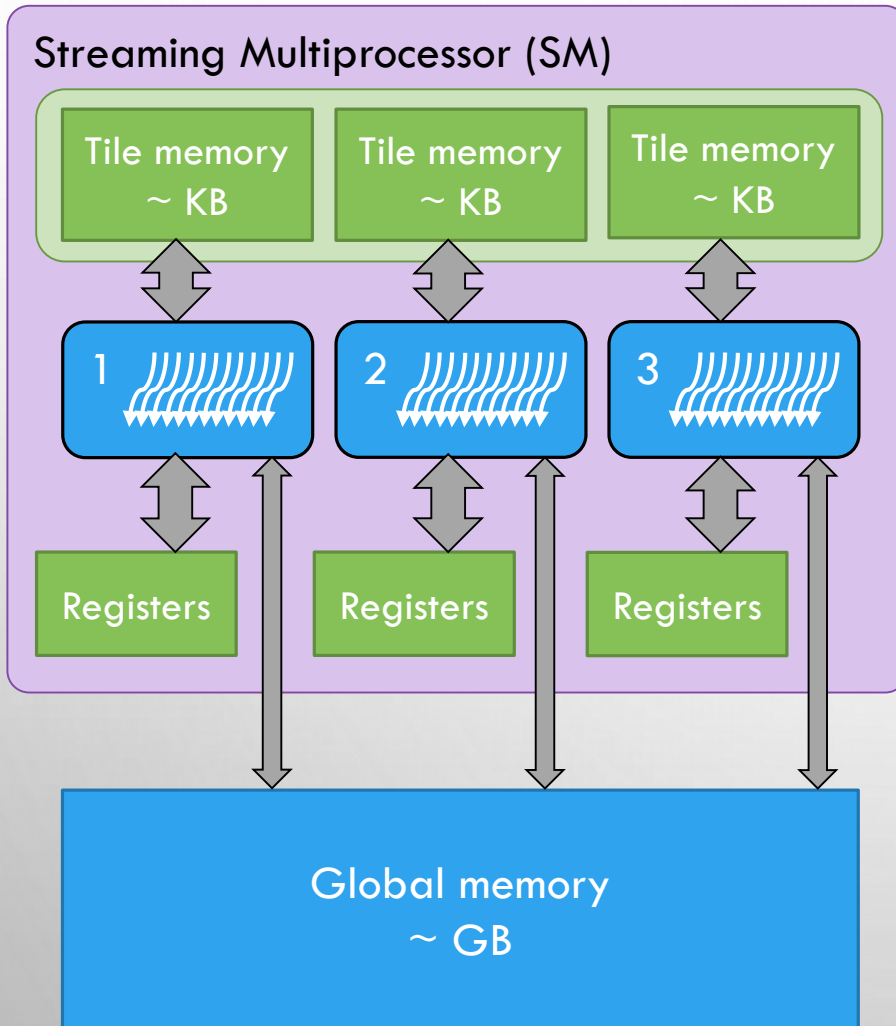 Streaming Multiprocessor (SM)
Tile memory
~ KB
Tile memory
~ KB
Tile memory
~ KB
1
2
3
Registers
Registers
Registers
Global memory
~ GB